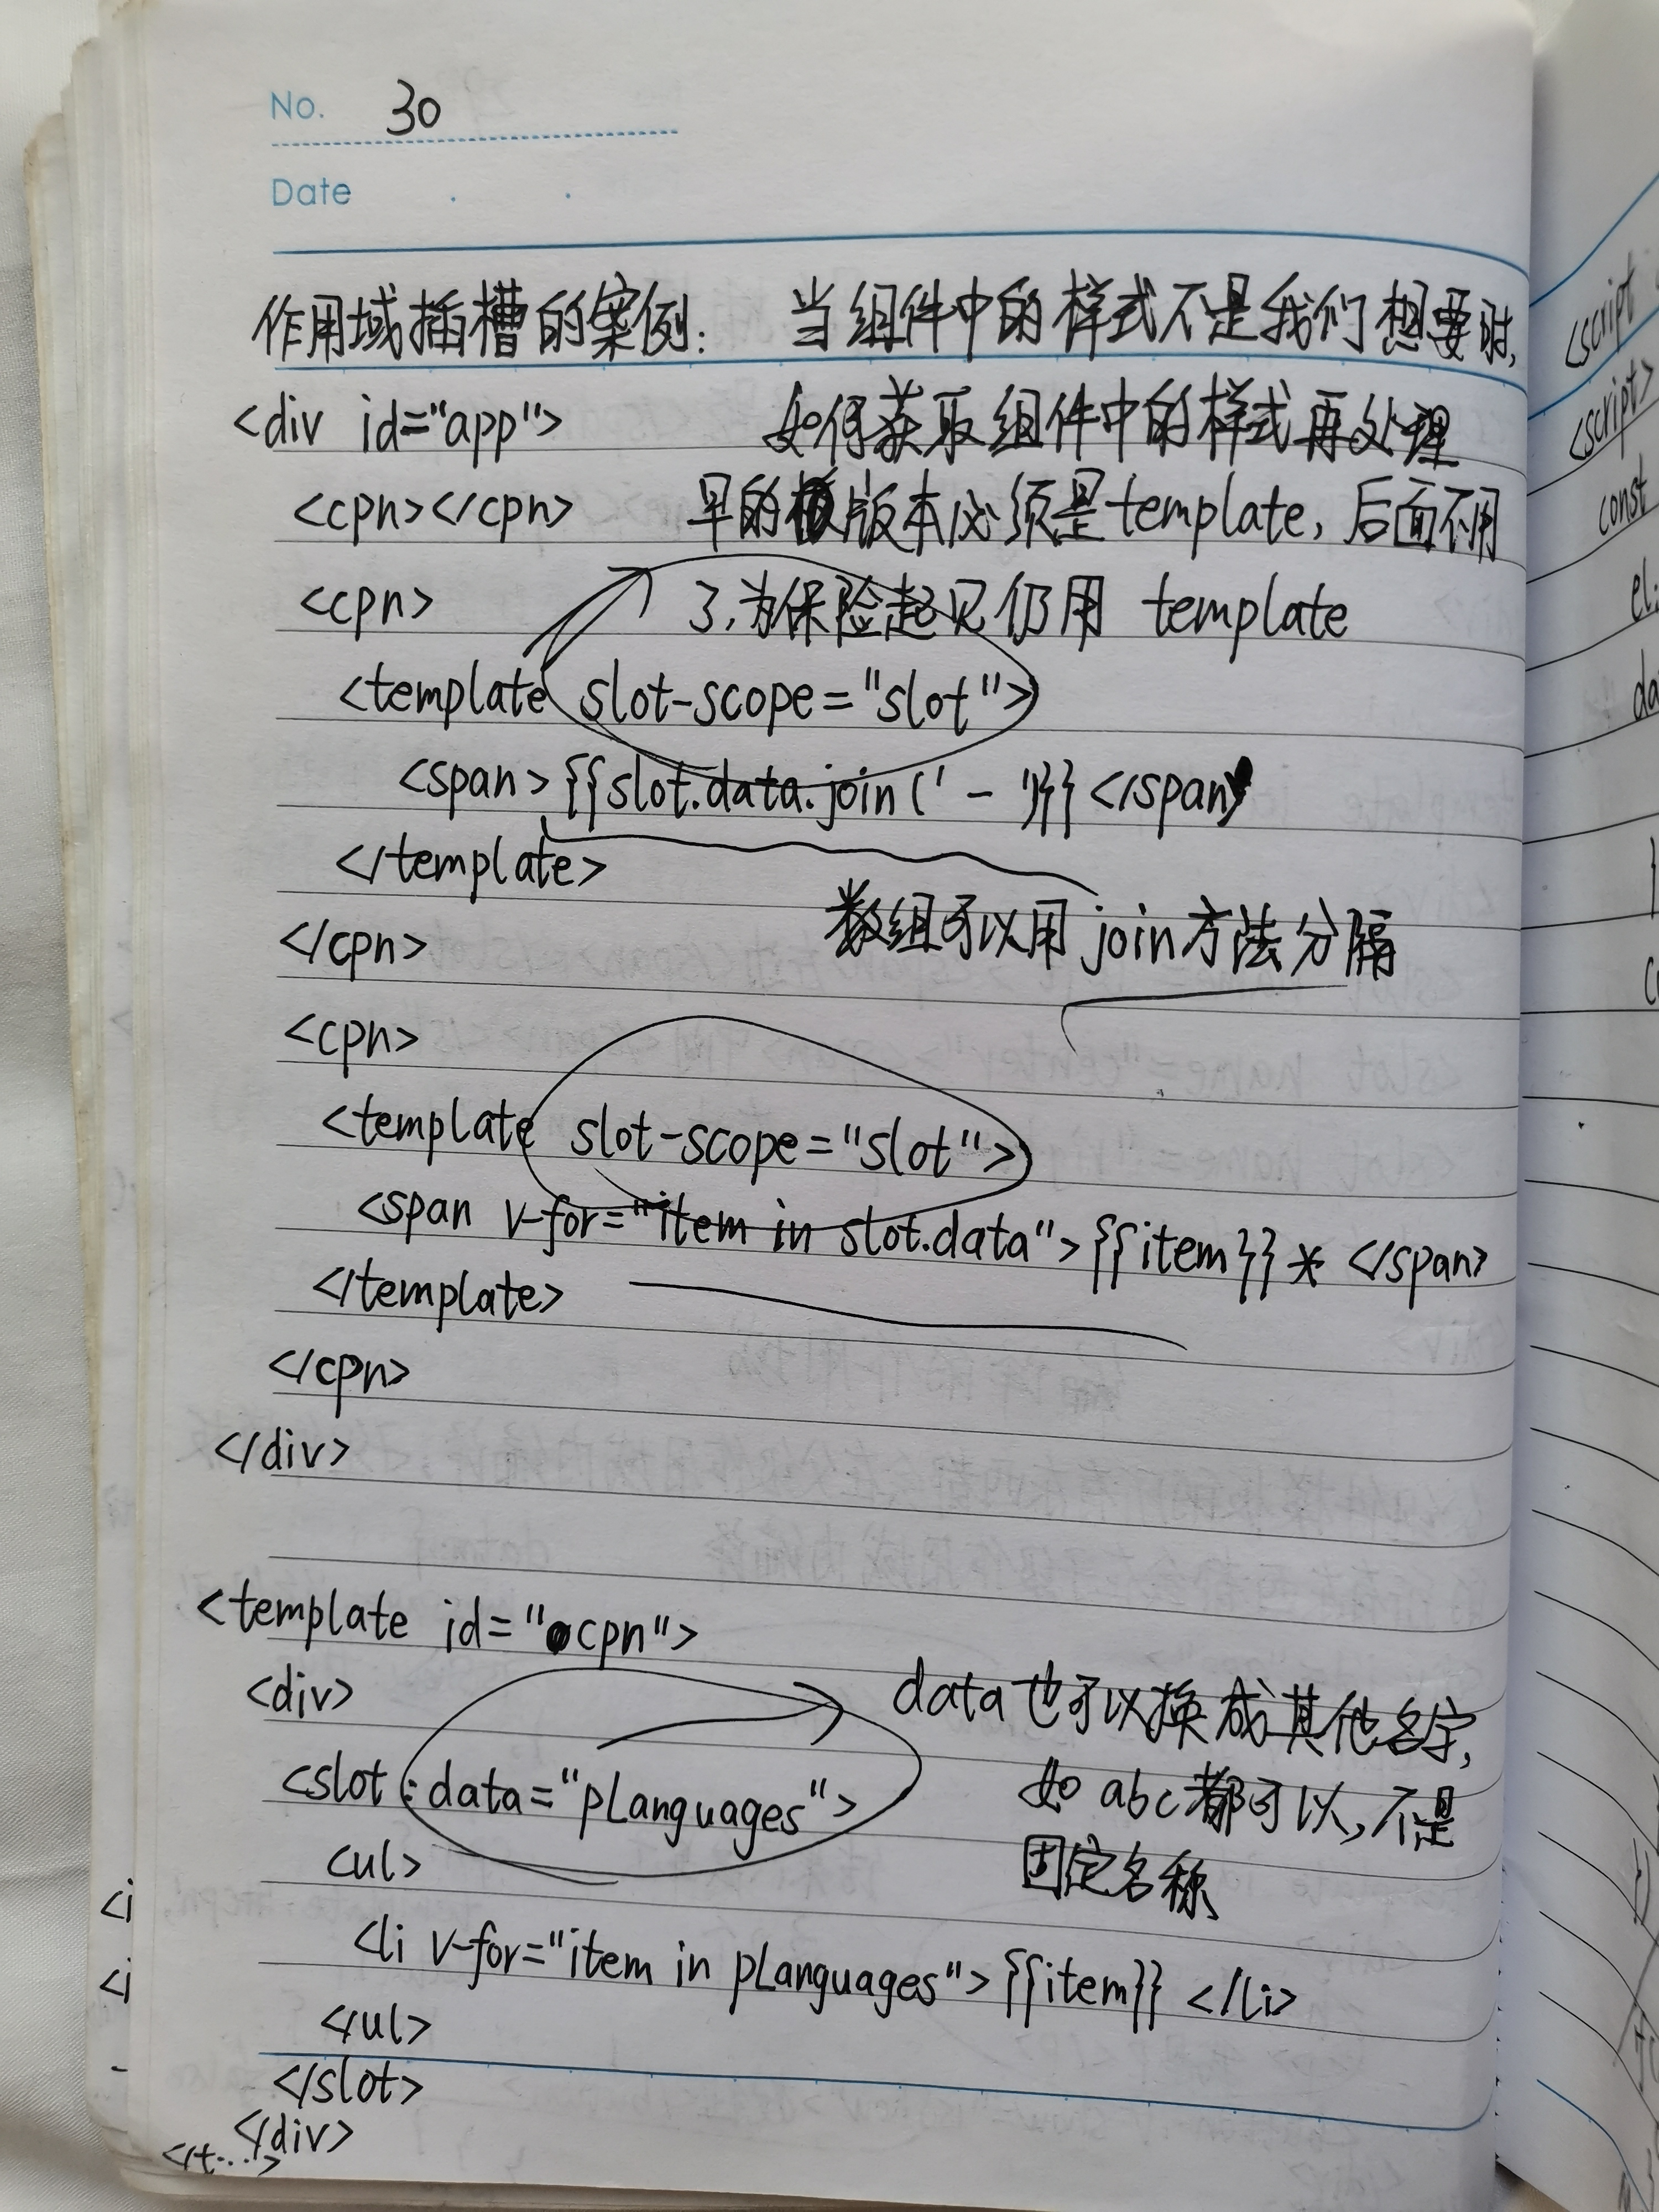 No. 30
Date
作用域插槽的案例: 当组件中的样式不是我们想要时,
<div id="app"> 如何获取组件中的样式再处理
<cpn></cpn> 早的版本必须是template, 后面不用
<cpn> 了,为保险起见仍用 template
<template slot-scope="slot">
<span>{{slot.data.join(' - ')}}</span>
</template>
数组可以用join方法分隔
</cpn>
<cpn>
<template slot-scope="slot">
<span v-for="item in slot.data">{{item}} * </span>
</template>
</cpn>
</div>
<template id="cpn">
<div> data也可以换成其他名字,
<slot :data="pLanguages"> 如abc都可以,不是
<ul> 固定名称
<li v-for="item in pLanguages">{{item}} </li>
</ul>
</slot>
</div>
</t...>
<script
<script>
const
el:
da
<i
<i